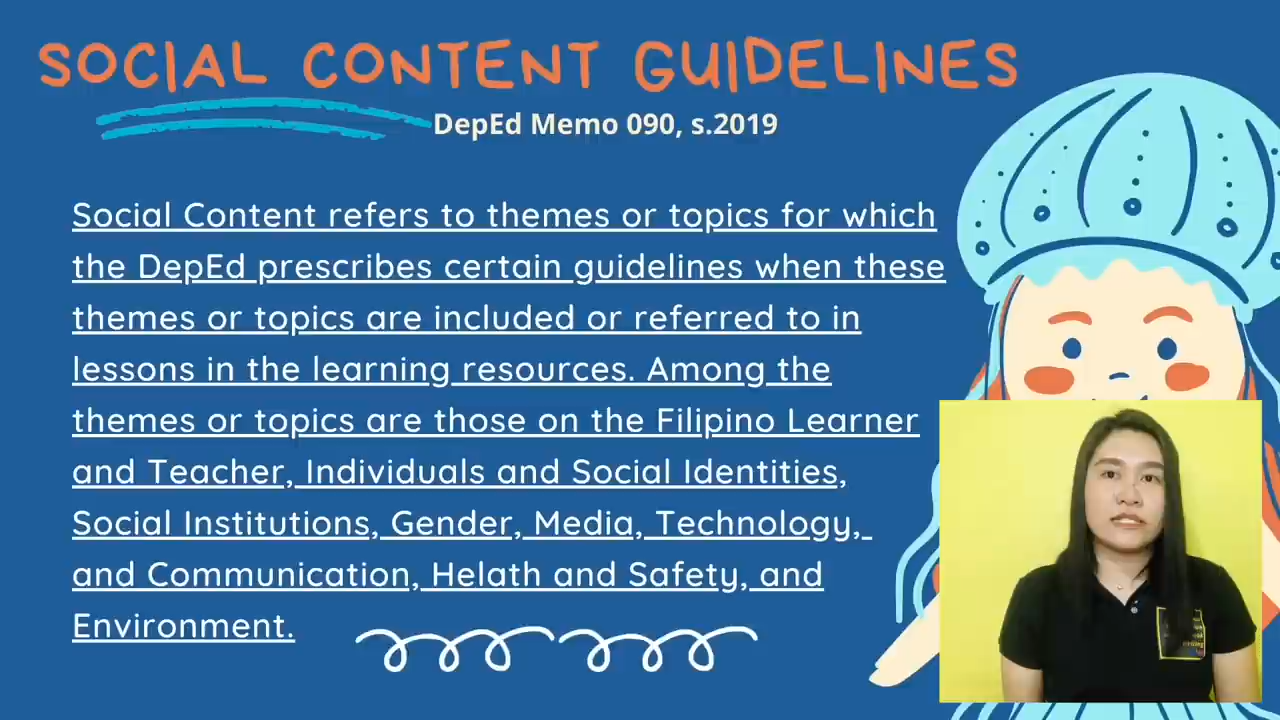 SOCIAL CONTENT GUIDELINES
DepEd Memo 090, s.2019
Social Content refers to themes or topics for which
the DepEd prescribes certain guidelines when these
themes or topics are included or referred to in
lessons in the learning resources. Among the
themes or topics are those on the Filipino Learner
and Teacher, Individuals and Social Identities,
Social Institutions, Gender, Media, Technology,
and Communication, Helath and Safety, and
Environment.